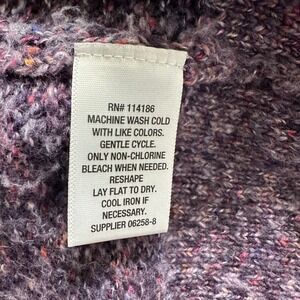 RN# 114186
MACHINE WASH COLD
WITH LIKE COLORS.
GENTLE CYCLE.
ONLY NON-CHLORINE
BLEACH WHEN NEEDED.
RESHAPE
LAY FLAT TO DRY.
COOL IRON IF
NECESSARY.
SUPPLIER 06258-8